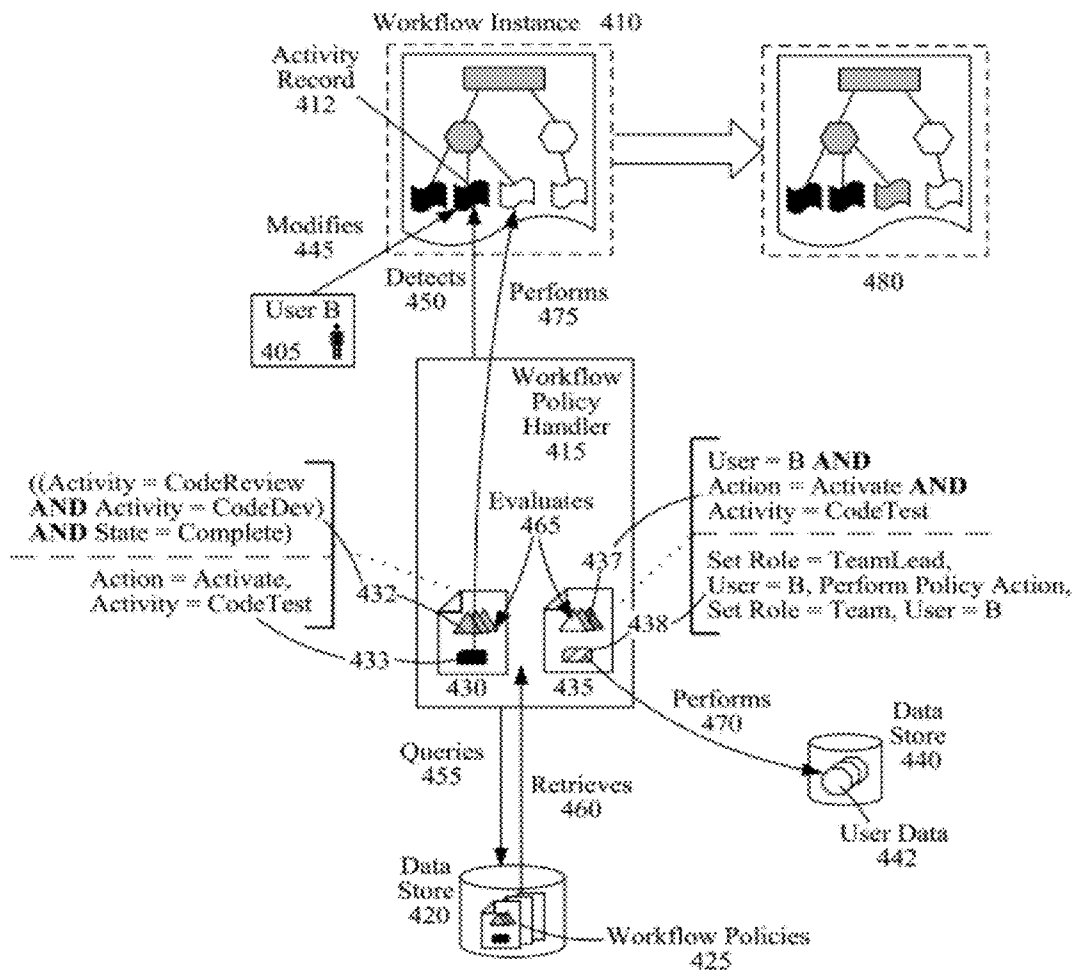 Workflow Instance 410
Activity
Record
412
Modifies
445
Detects
450
Performs
475
480
User B
405
Workflow
Policy
Handler
415
((Activity = CodeReview
AND Activity = CodeDev)
AND State = Complete)
Action = Activate,
Activity = CodeTest
Evaluates
465
User = B AND
Action = Activate AND
Activity = CodeTest
Set Role = TeamLead,
User = B, Perform Policy Action,
Set Role = Team, User = B
432
437
438
433
430
435
Performs
470
Data
Store
440
User Data
442
Queries
455
Retrieves
460
Data
Store
420
Workflow Policies
425